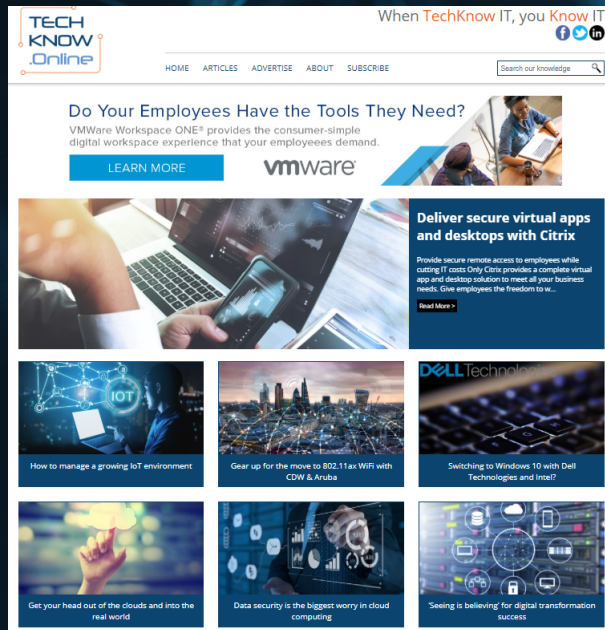 TECH
KNOW
.Online
When TechKnow IT, you Know IT
HOME ARTICLES ADVERTISE ABOUT SUBSCRIBE
Search our knowledge
Do Your Employees Have the Tools They Need?
VMWare Workspace ONE® provides the consumer-simple
digital workspace experience that your employeees demand.
LEARN MORE
vmware
Deliver secure virtual apps
and desktops with Citrix
Provide secure remote access to employees while
cutting IT costs Only Citrix provides a complete virtual
app and desktop solution to meet all your business
needs. Give employees the freedom to w...
Read More >
IOT
How to manage a growing IoT environment
Gear up for the move to 802.11ax WiFi with
CDW & Aruba
DELLTechnologies
Switching to Windows 10 with Dell
Technologies and Intel?
Get your head out of the clouds and into the
real world
Data security is the biggest worry in cloud
computing
'Seeing is believing' for digital transformation
success